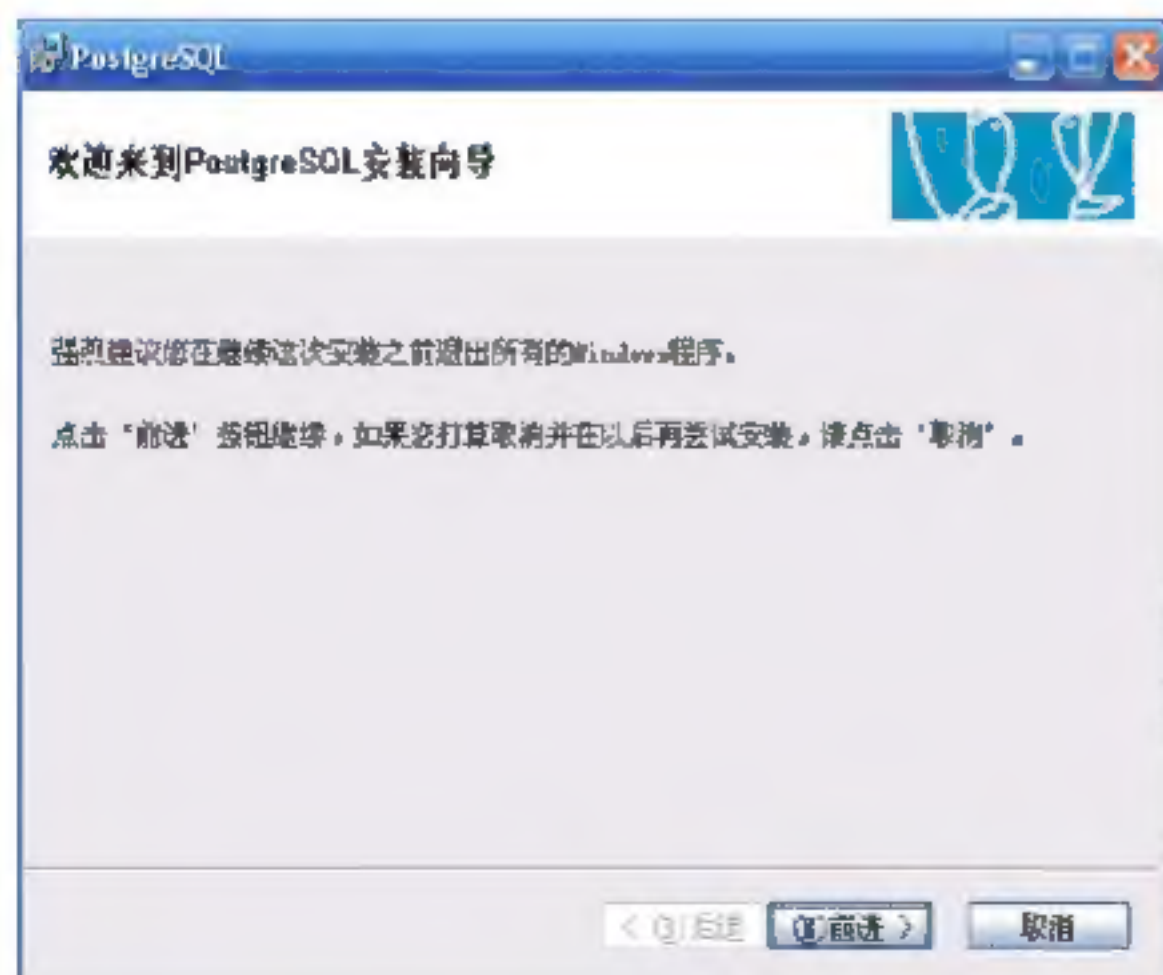 PostgreSQL
欢迎来到PostgreSQL安装向导
强烈建议您在继续这次安装之前退出所有的Windows程序。
点击“前进”按钮继续，如果您打算取消并在以后再尝试安装，请点击“取消”。
后退
前进 >
取消